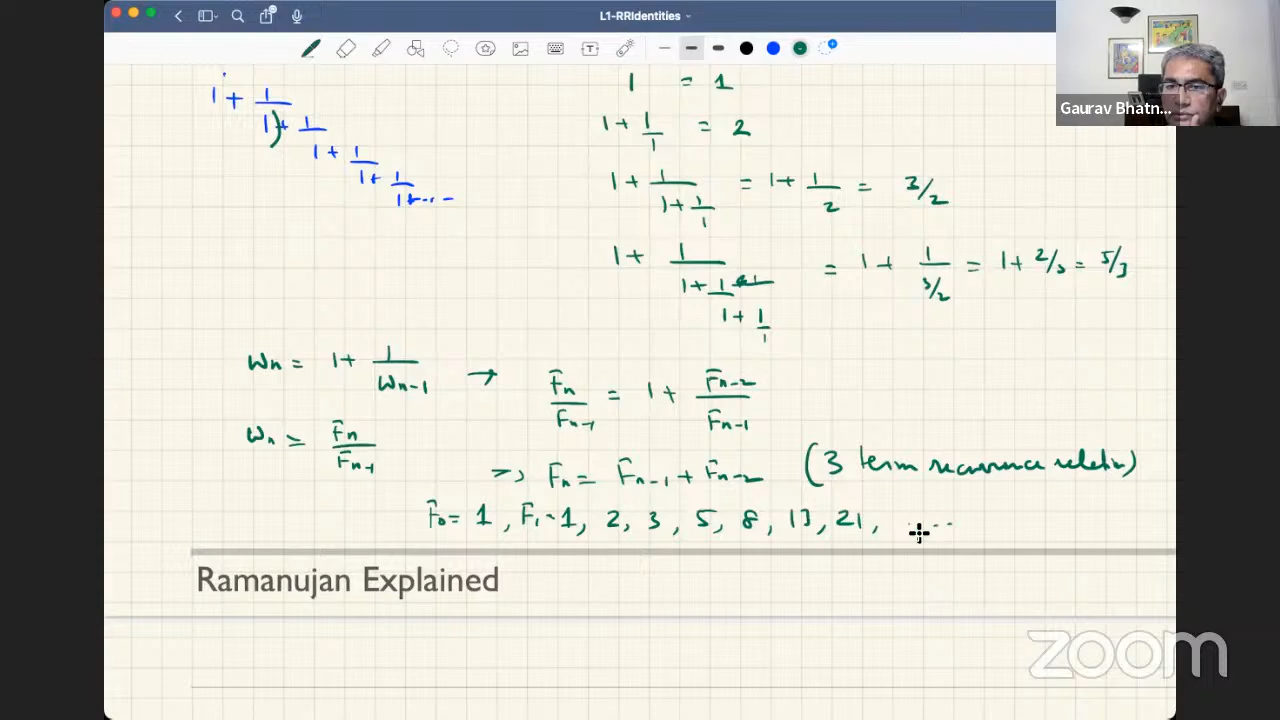 L1-RRIdentities
Gaurav Bhatn...
1 + 1/(1 + 1/(1 + 1/(1 + 1/(1+...
1 = 1
1 + 1/1 = 2
1 + 1/(1 + 1/1) = 1 + 1/2 = 3/2
1 + 1/(1 + 1/(1 + 1/1)) = 1 + 1/(3/2) = 1 + 2/3 = 5/3
Wn = 1 + 1/Wn-1 → Fn/Fn-1 = 1 + Fn-2/Fn-1
Wn = Fn/Fn-1
=> Fn = Fn-1 + Fn-2 (3 term recurrence relation)
F0 = 1, F1 = 1, 2, 3, 5, 8, 13, 21, ...
Ramanujan Explained
zoom